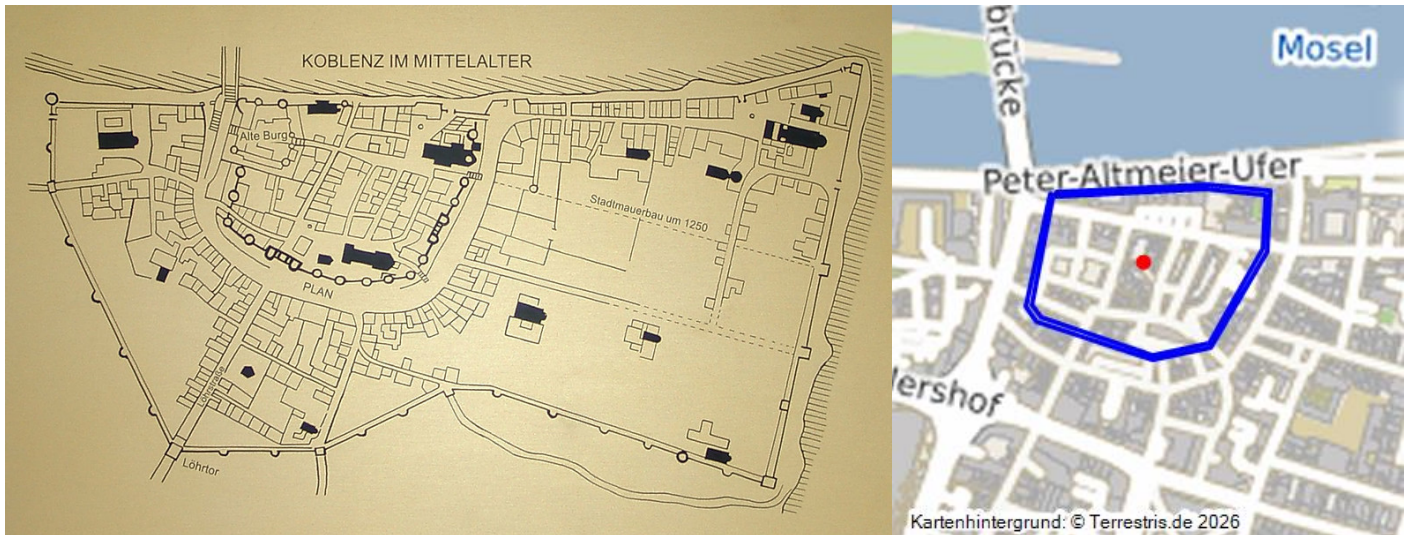 KOBLENZ IM MITTELALTER
Alte Burg
Stadtmauerbau um 1250
PLAN
Löhrstraße
Löhrtor
brücke
Mosel
Peter-Altmeier-Ufer
lershof
Kartenhintergrund: © Terrestris.de 2026